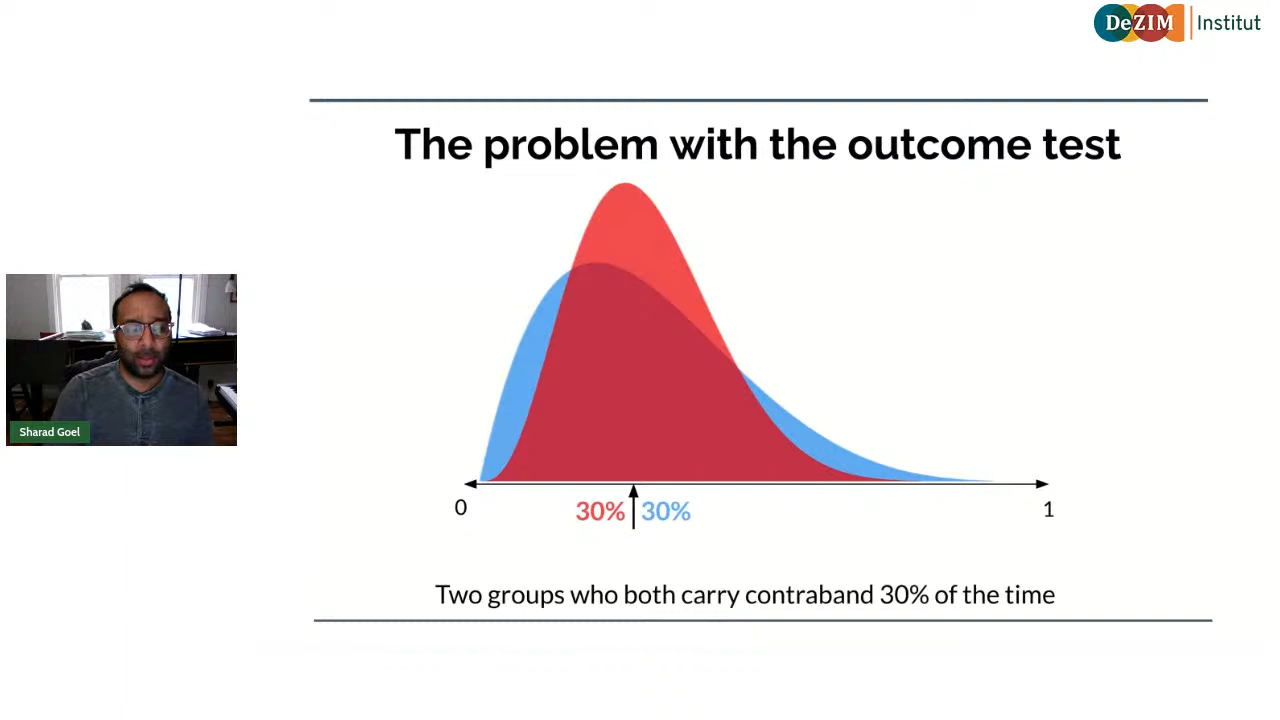 DeZIM Institut
The problem with the outcome test
Sharad Goel
0
30% 30%
1
Two groups who both carry contraband 30% of the time